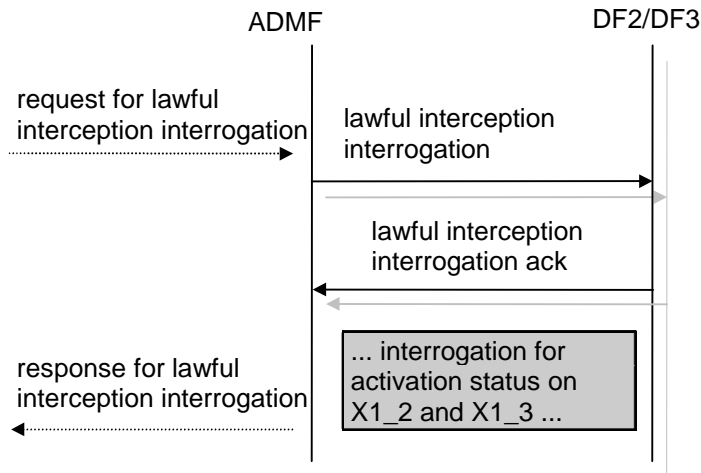 ADMF
DF2/DF3
request for lawful
interception interrogation
lawful interception
interrogation
lawful interception
interrogation ack
... interrogation for
activation status on
X1_2 and X1_3 ...
response for lawful
interception interrogation